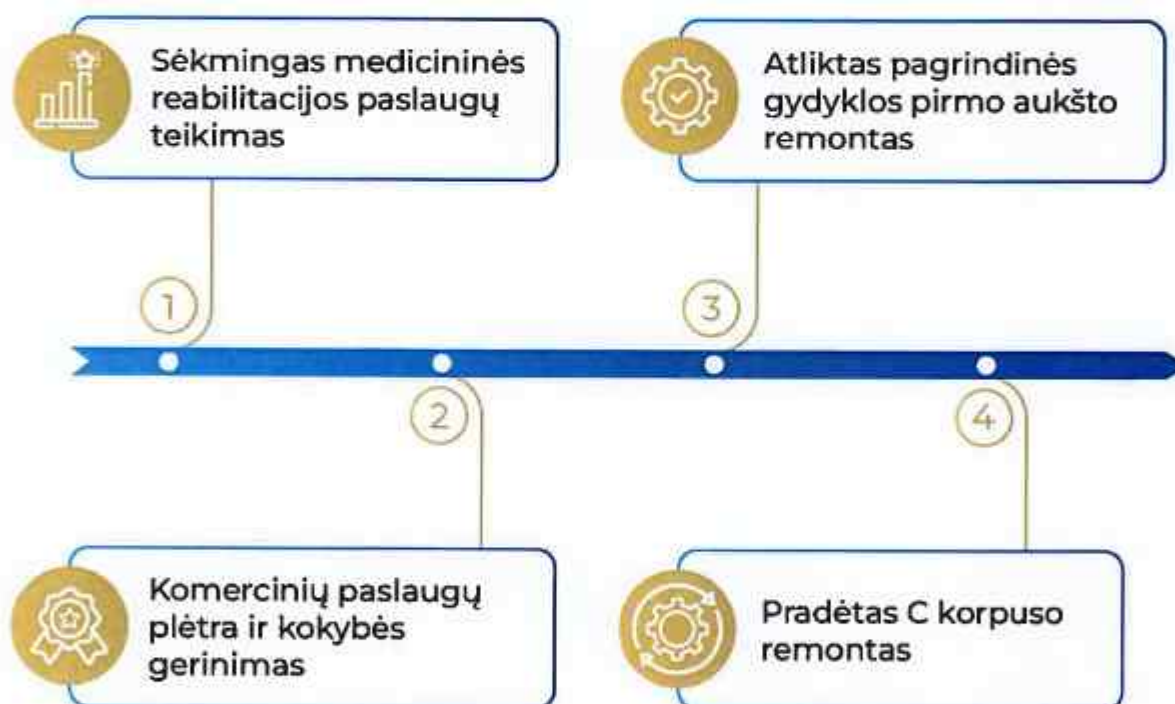 Sėkmingas medicininės
reabilitacijos paslaugų
teikimas
1
Komercinių paslaugų
plėtra ir kokybės
gerinimas
2
Atliktas pagrindinės
gydyklos pirmo aukšto
remontas
3
Pradėtas C korpuso
remontas
4